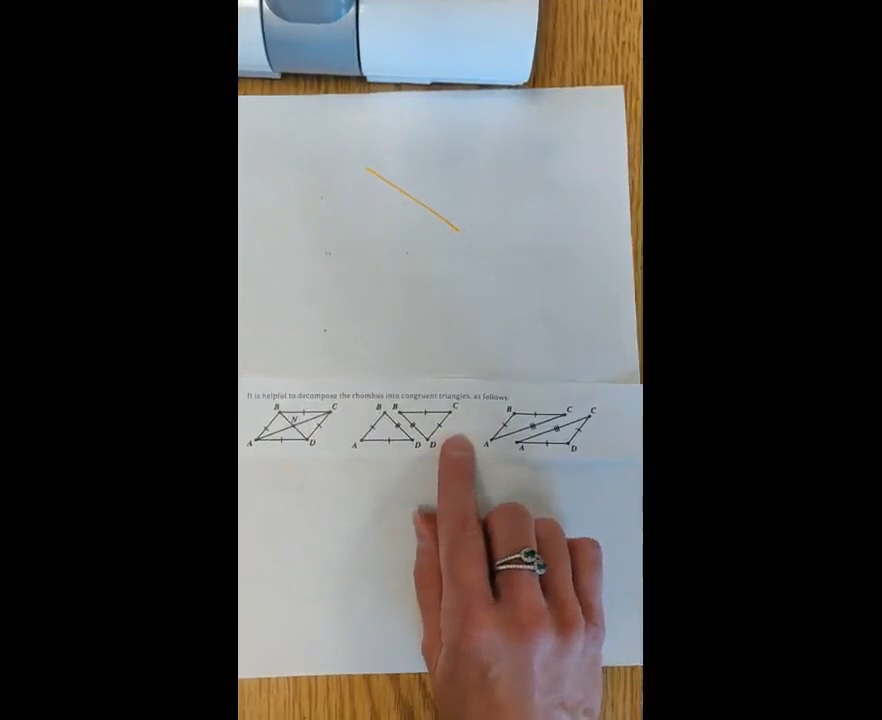 It is helpful to decompose the rhombus into congruent triangles, as follows.
B C B B C B C C
N
A D A D D A A D